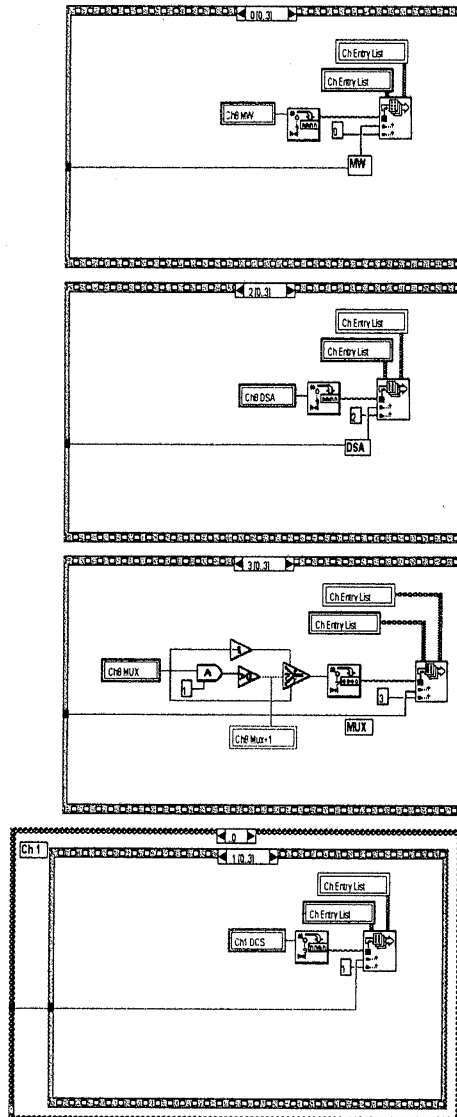 0 [0..3]
Ch Entry List
Ch Entry List
Ch8 MW
0
MW
2 [0..3]
Ch Entry List
Ch Entry List
Ch8 DSA
2
DSA
3 [0..3]
Ch Entry List
Ch Entry List
Ch8 MUX
A
1
3
MUX
Ch8 Mux+1
0
Ch 1
1 [0..3]
Ch Entry List
Ch Entry List
Ch1 DCS
1